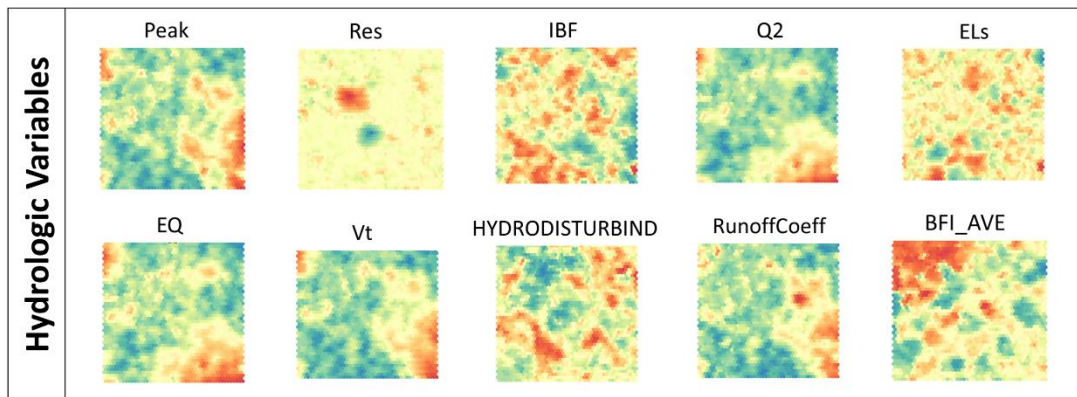 Hydrologic Variables
Peak
Res
IBF
Q2
ELs
EQ
Vt
HYDRODISTURBIND
RunoffCoeff
BFI_AVE